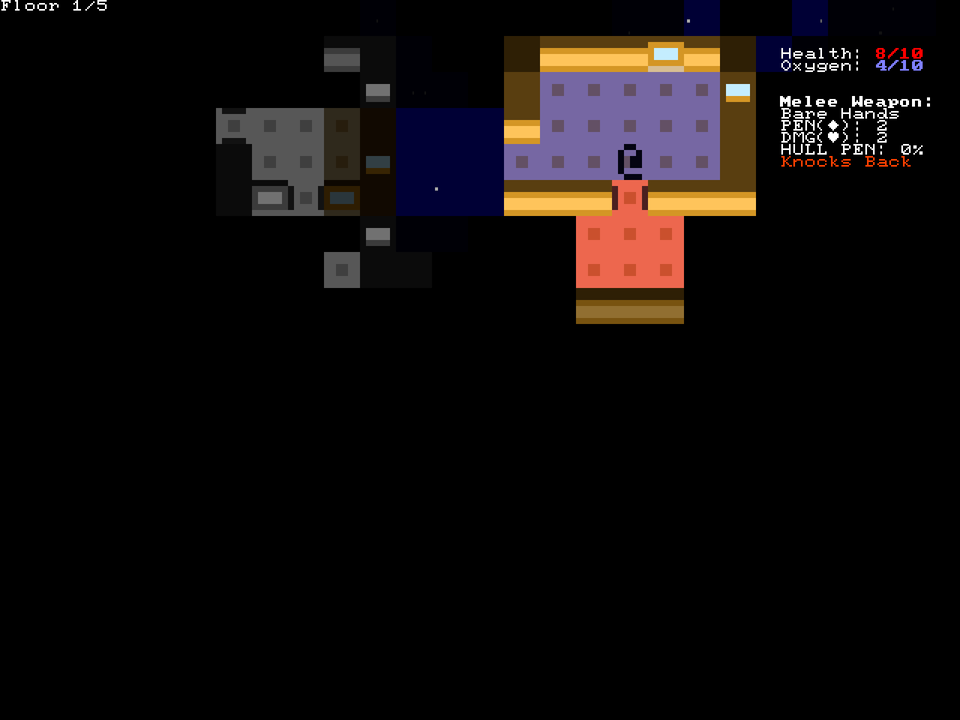 Floor 1/5
Health: 8/10
Oxygen: 4/10
Melee Weapon:
Bare Hands
PEN(♦): 2
DMG(♥): 2
HULL PEN: 0%
Knocks Back